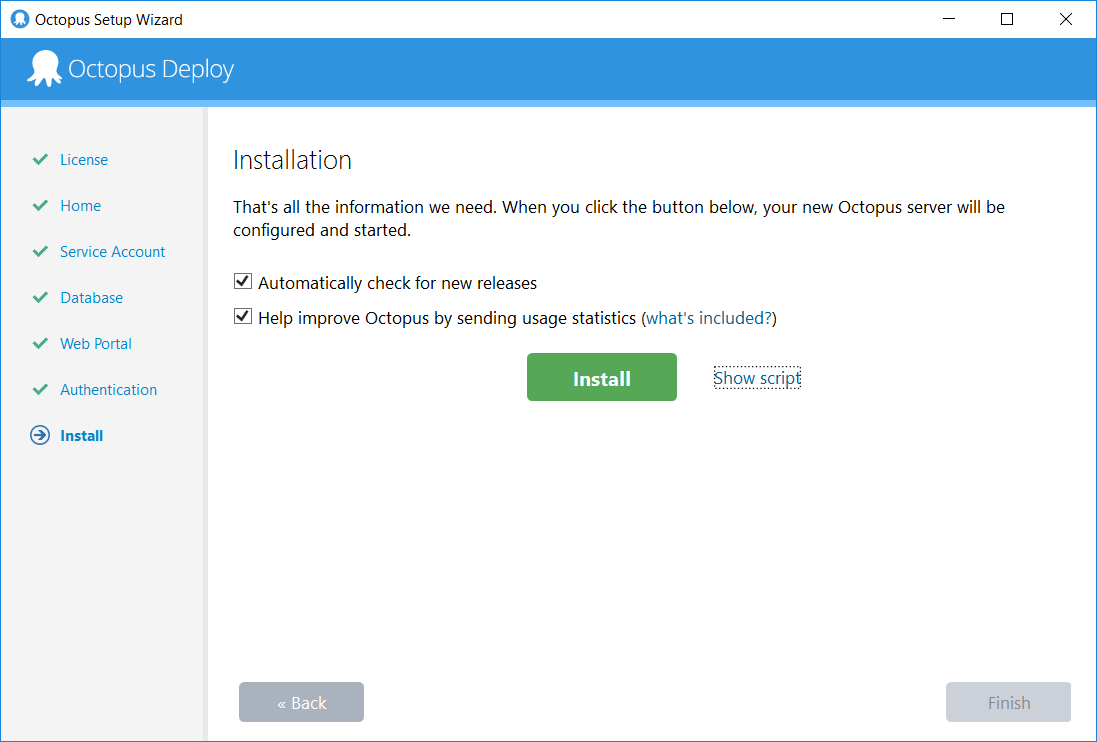 Octopus Setup Wizard
Octopus Deploy
License
Home
Service Account
Database
Web Portal
Authentication
Install
Installation
That's all the information we need. When you click the button below, your new Octopus server will be
configured and started.
Automatically check for new releases
Help improve Octopus by sending usage statistics (what's included?)
Install
Show script
« Back
Finish